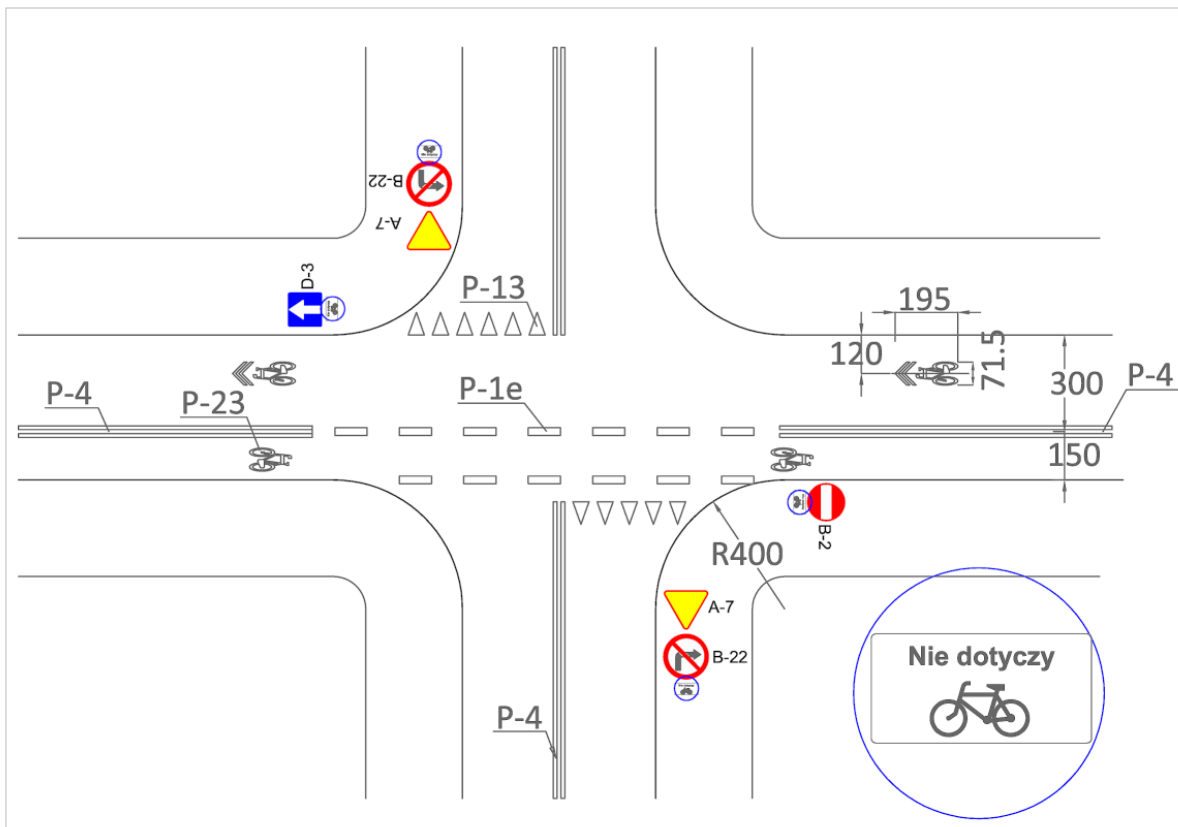 B-22
A-7
D-3
P-13
195
120
71.5
300
P-4
P-4
P-23
P-1e
150
B-2
R400
A-7
B-22
P-4
Nie dotyczy